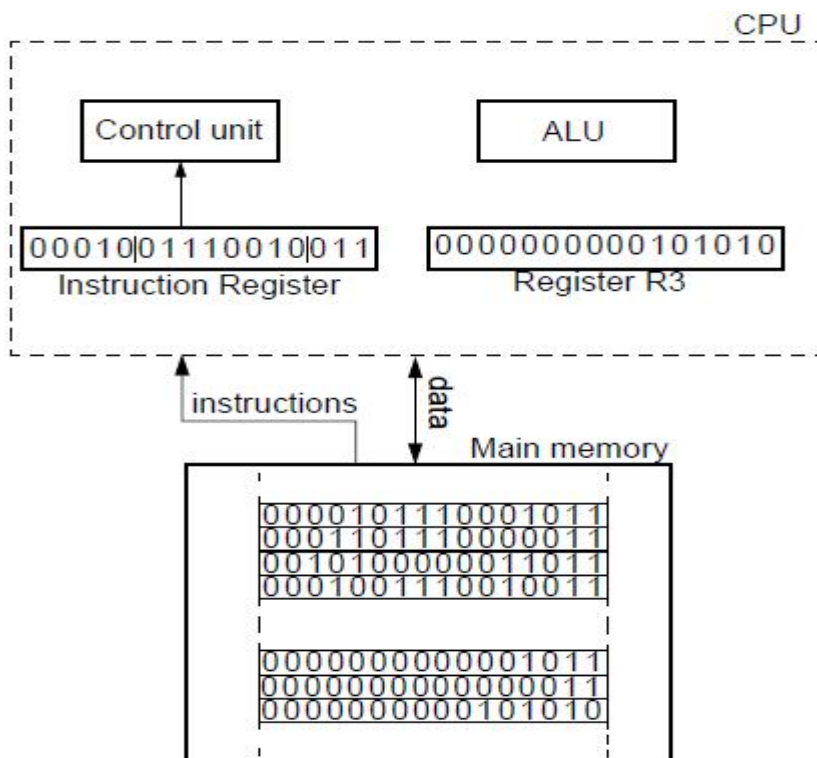 CPU
Control unit
ALU
00010|01110010|011
0000000000101010
Instruction Register
Register R3
instructions
data
Main memory
0000101110001011
0001101110000011
0010100000011011
0001001110010011
0000000000001011
0000000000000011
0000000000101010